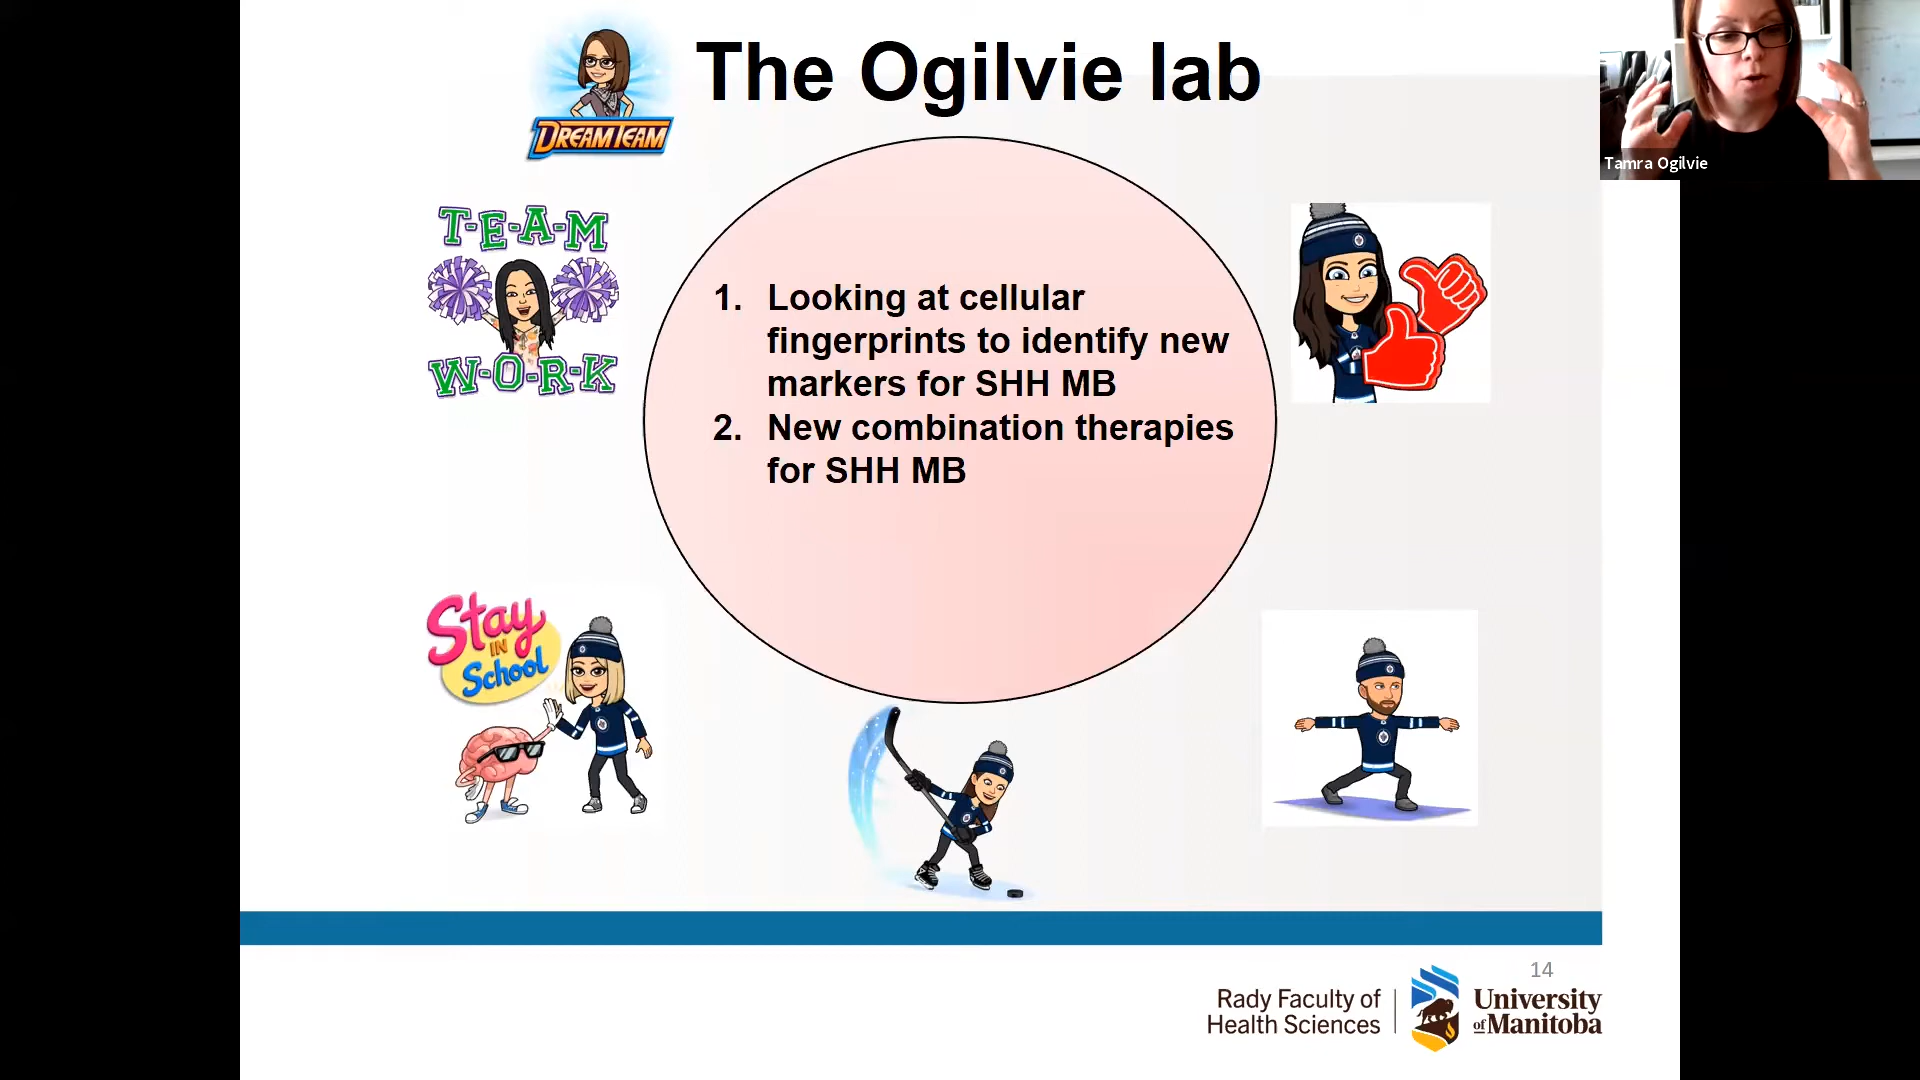 The Ogilvie lab
DREAM TEAM
Tamra Ogilvie
T-E-A-M
W-O-R-K
1. Looking at cellular
fingerprints to identify new
markers for SHH MB
2. New combination therapies
for SHH MB
Stay
IN
School
14
Rady Faculty of
Health Sciences
University
of Manitoba